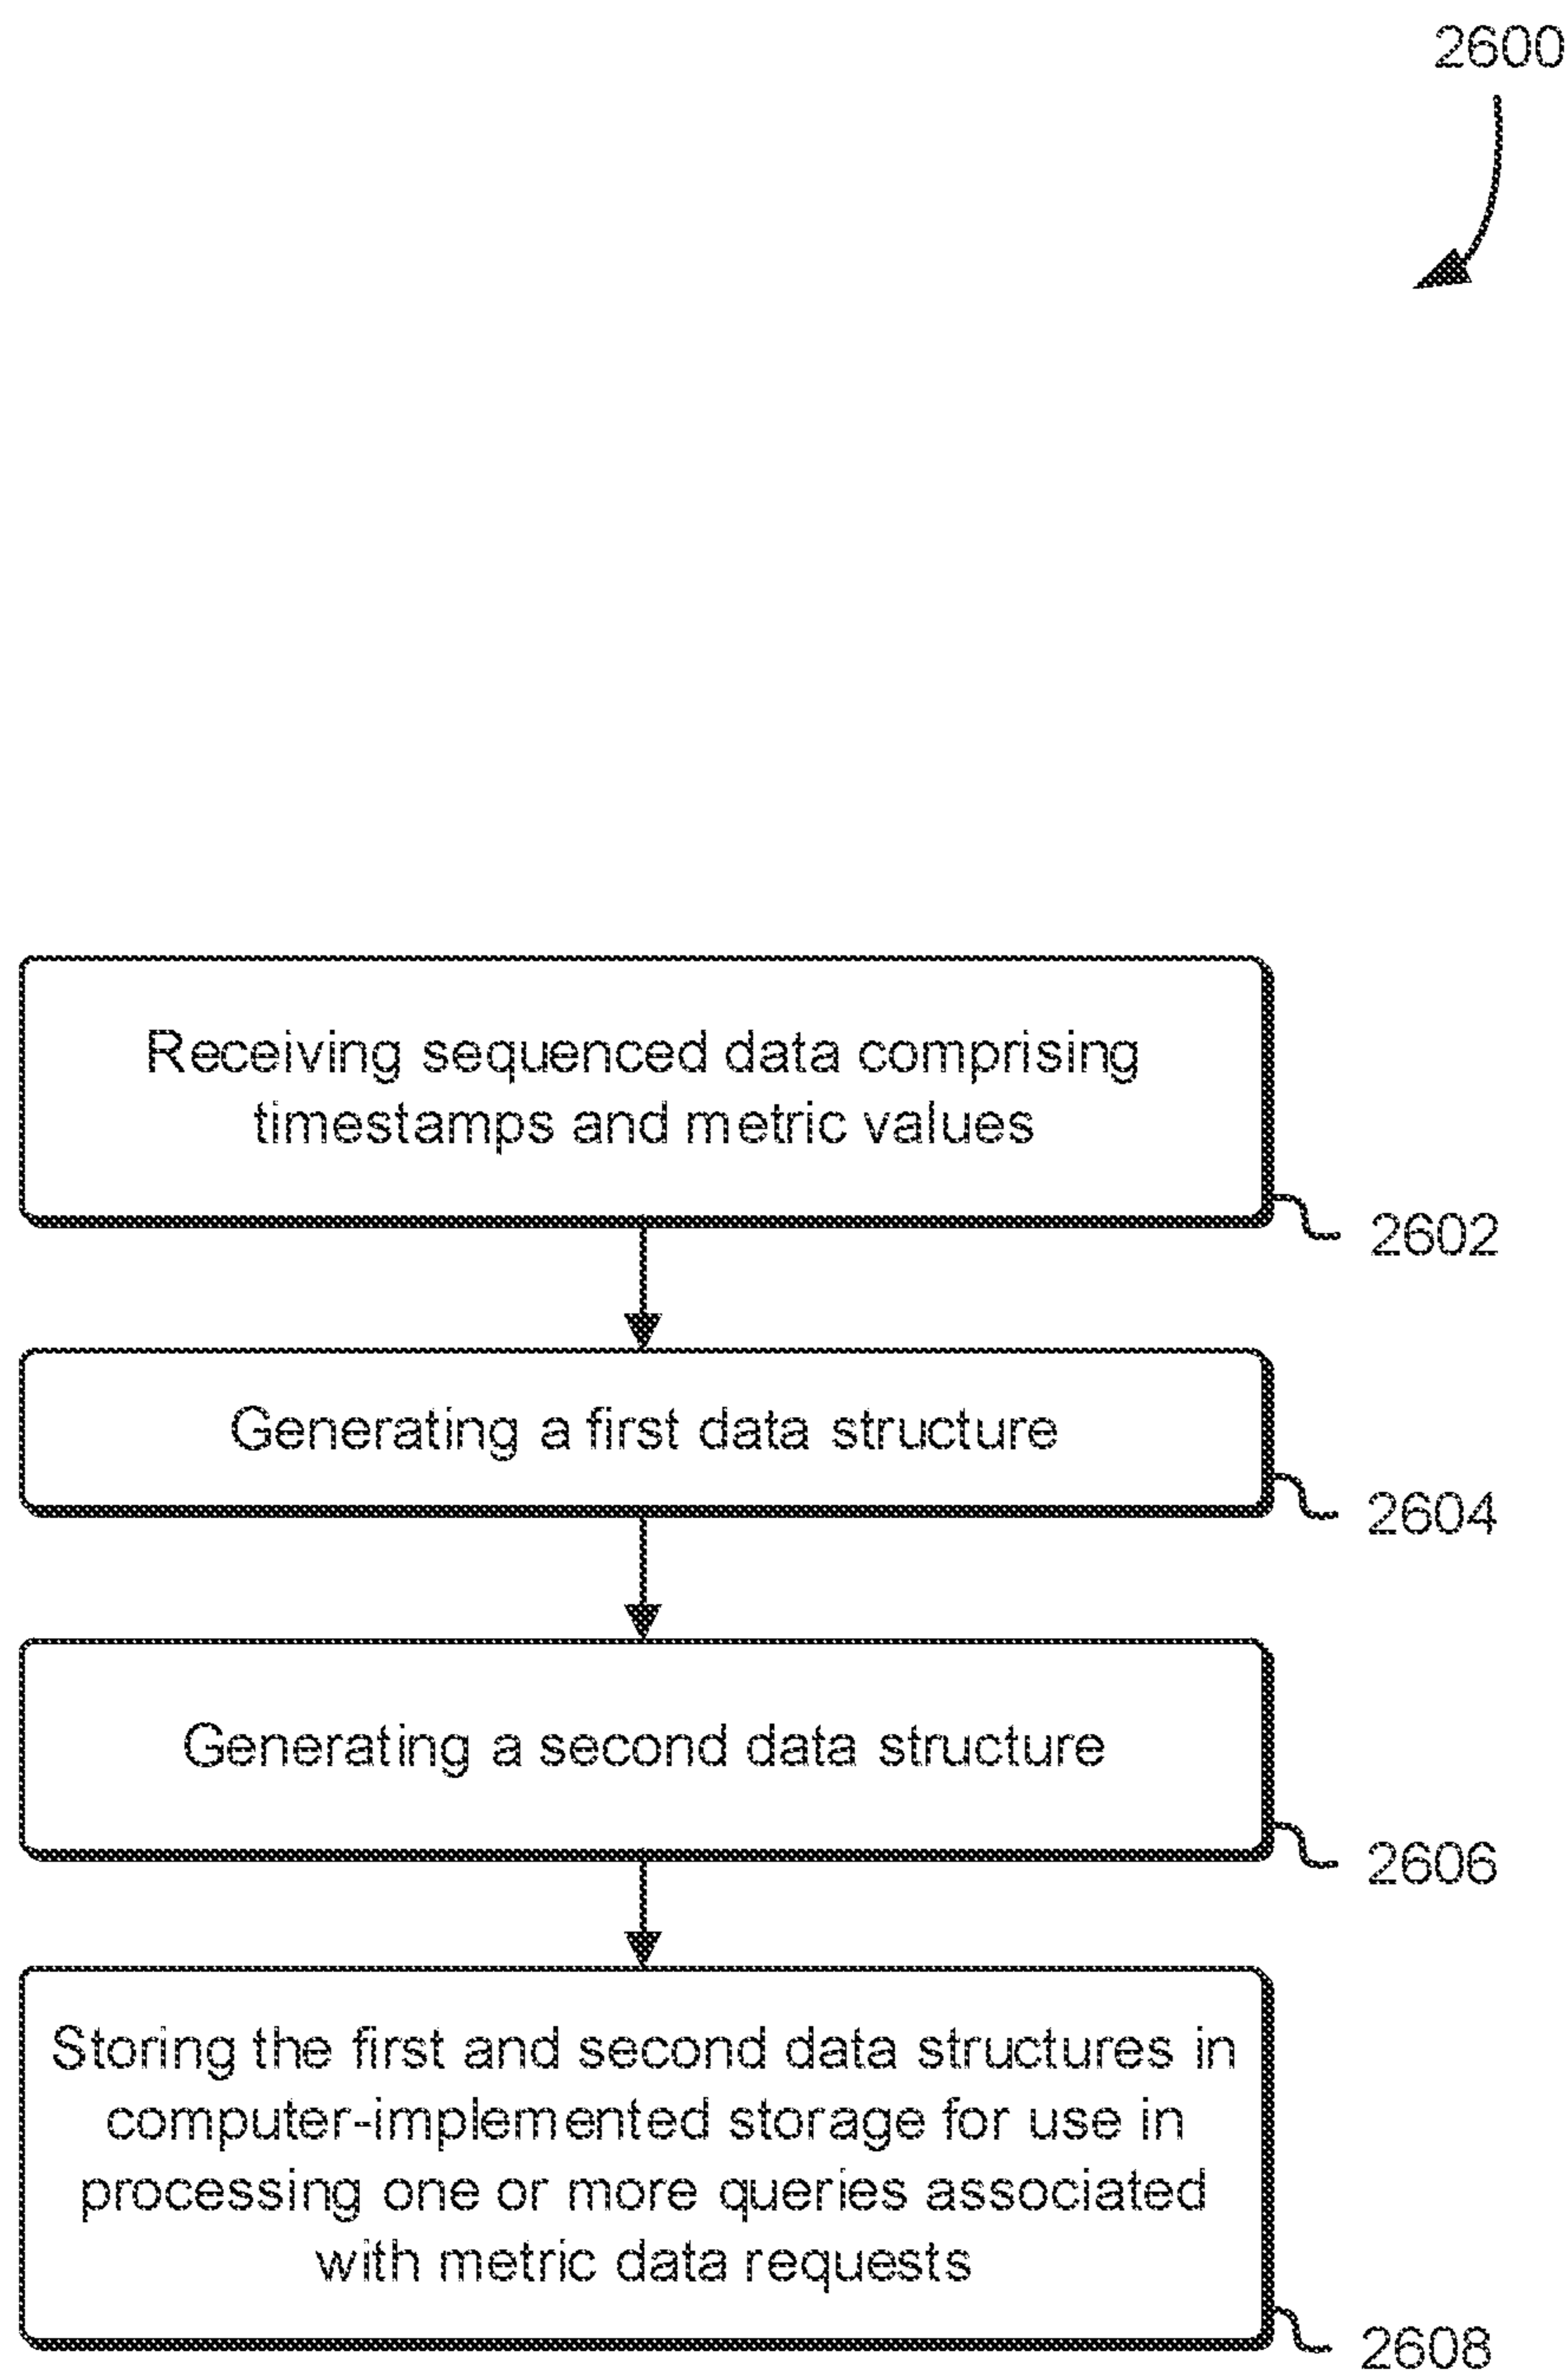 2600
Receiving sequenced data comprising
timestamps and metric values
2602
Generating a first data structure
2604
Generating a second data structure
2606
Storing the first and second data structures in
computer-implemented storage for use in
processing one or more queries associated
with metric data requests
2608